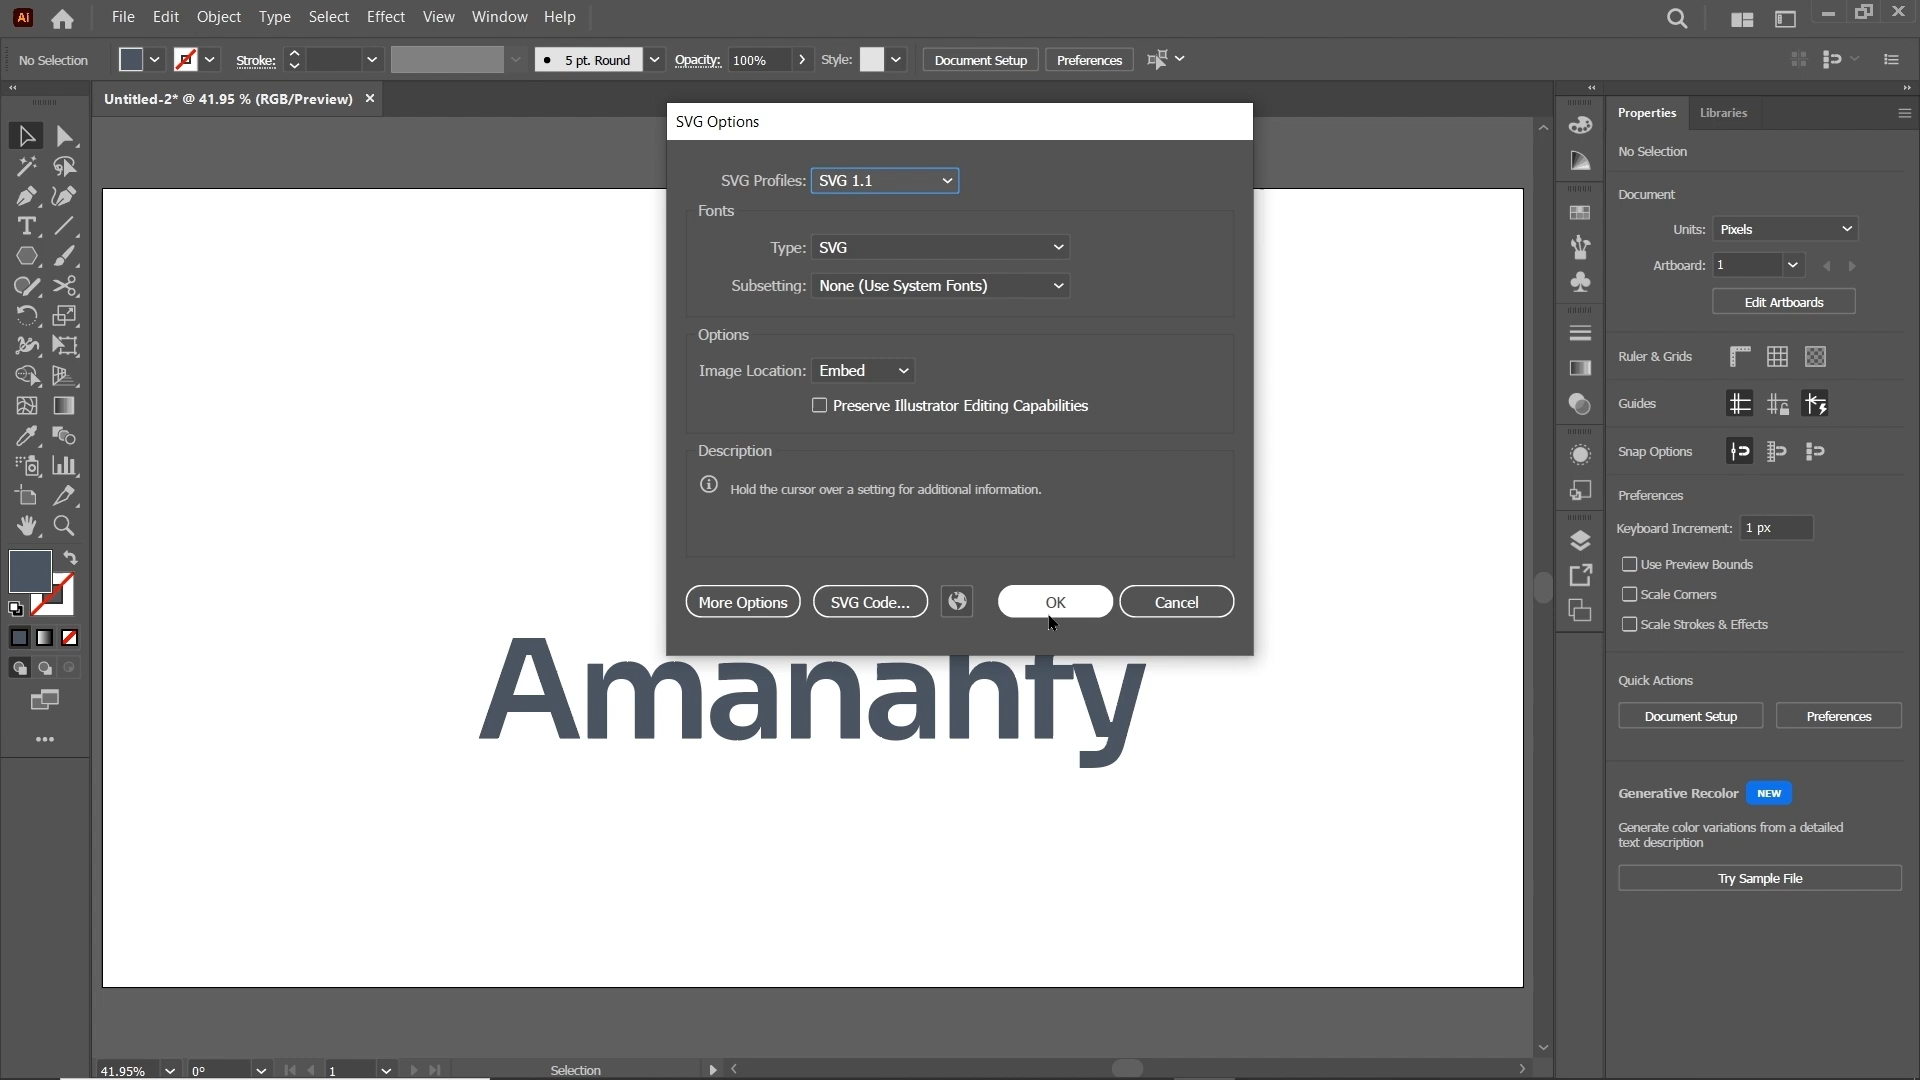 Ai
File Edit Object Type Select Effect View Window Help
No Selection Stroke: 5 pt. Round Opacity: 100% Style: Document Setup Preferences
Untitled-2* @ 41.95 % (RGB/Preview)
SVG Options
SVG Profiles: SVG 1.1
Fonts
Type: SVG
Subsetting: None (Use System Fonts)
Options
Image Location: Embed
Preserve Illustrator Editing Capabilities
Description
Hold the cursor over a setting for additional information.
More Options SVG Code... OK Cancel
Amanahfy
Properties Libraries
No Selection
Document
Units: Pixels
Artboard: 1
Edit Artboards
Ruler & Grids
Guides
Snap Options
Preferences
Keyboard Increment: 1 px
Use Preview Bounds
Scale Corners
Scale Strokes & Effects
Quick Actions
Document Setup Preferences
Generative Recolor NEW
Generate color variations from a detailed
text description
Try Sample File
41.95% 0° 1 Selection